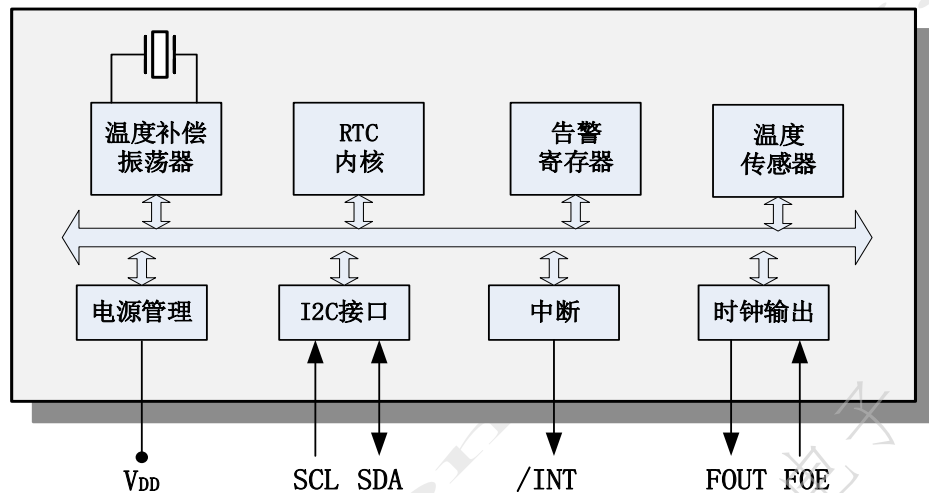 温度补偿
振荡器
RTC
内核
告警
寄存器
温度
传感器
电源管理
I2C接口
中断
时钟输出
VDD
SCL SDA
/INT
FOUT FOE